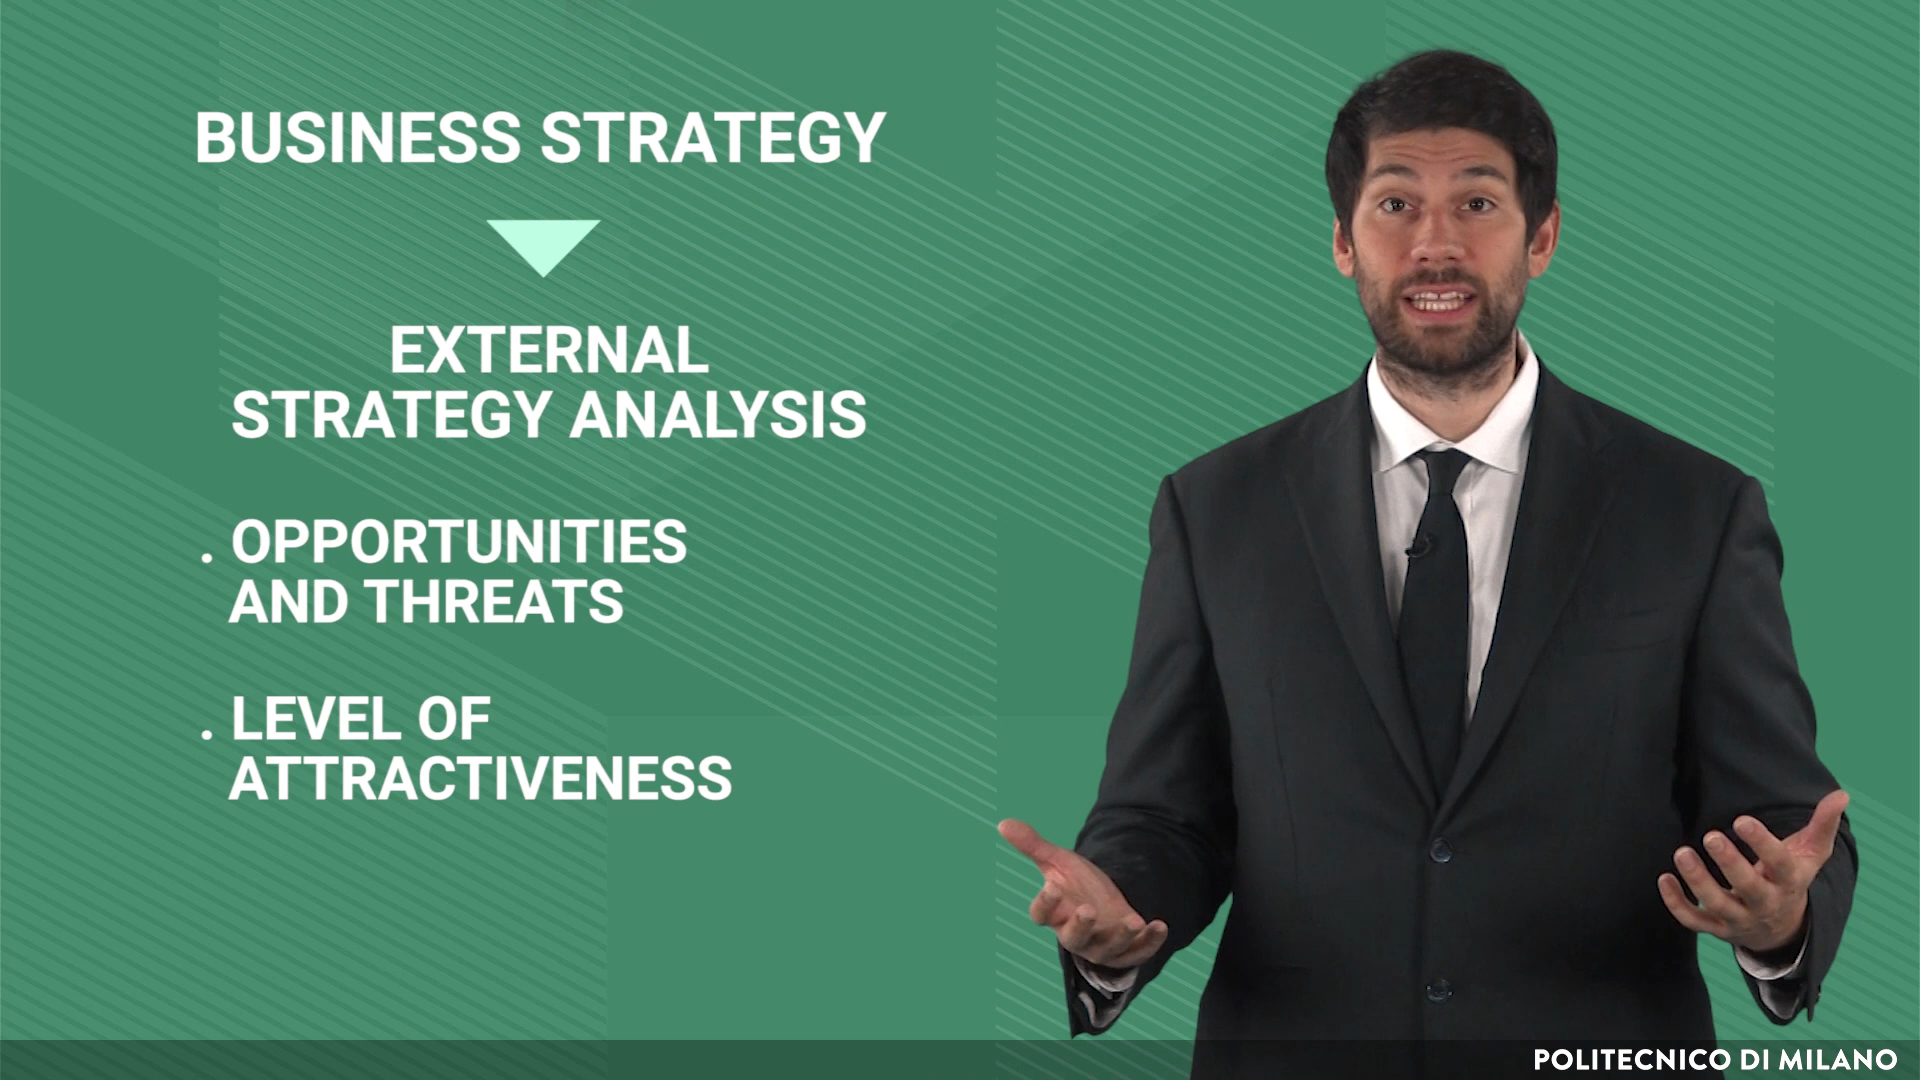 BUSINESS STRATEGY
EXTERNAL
STRATEGY ANALYSIS
. OPPORTUNITIES
AND THREATS
. LEVEL OF
ATTRACTIVENESS
POLITECNICO DI MILANO